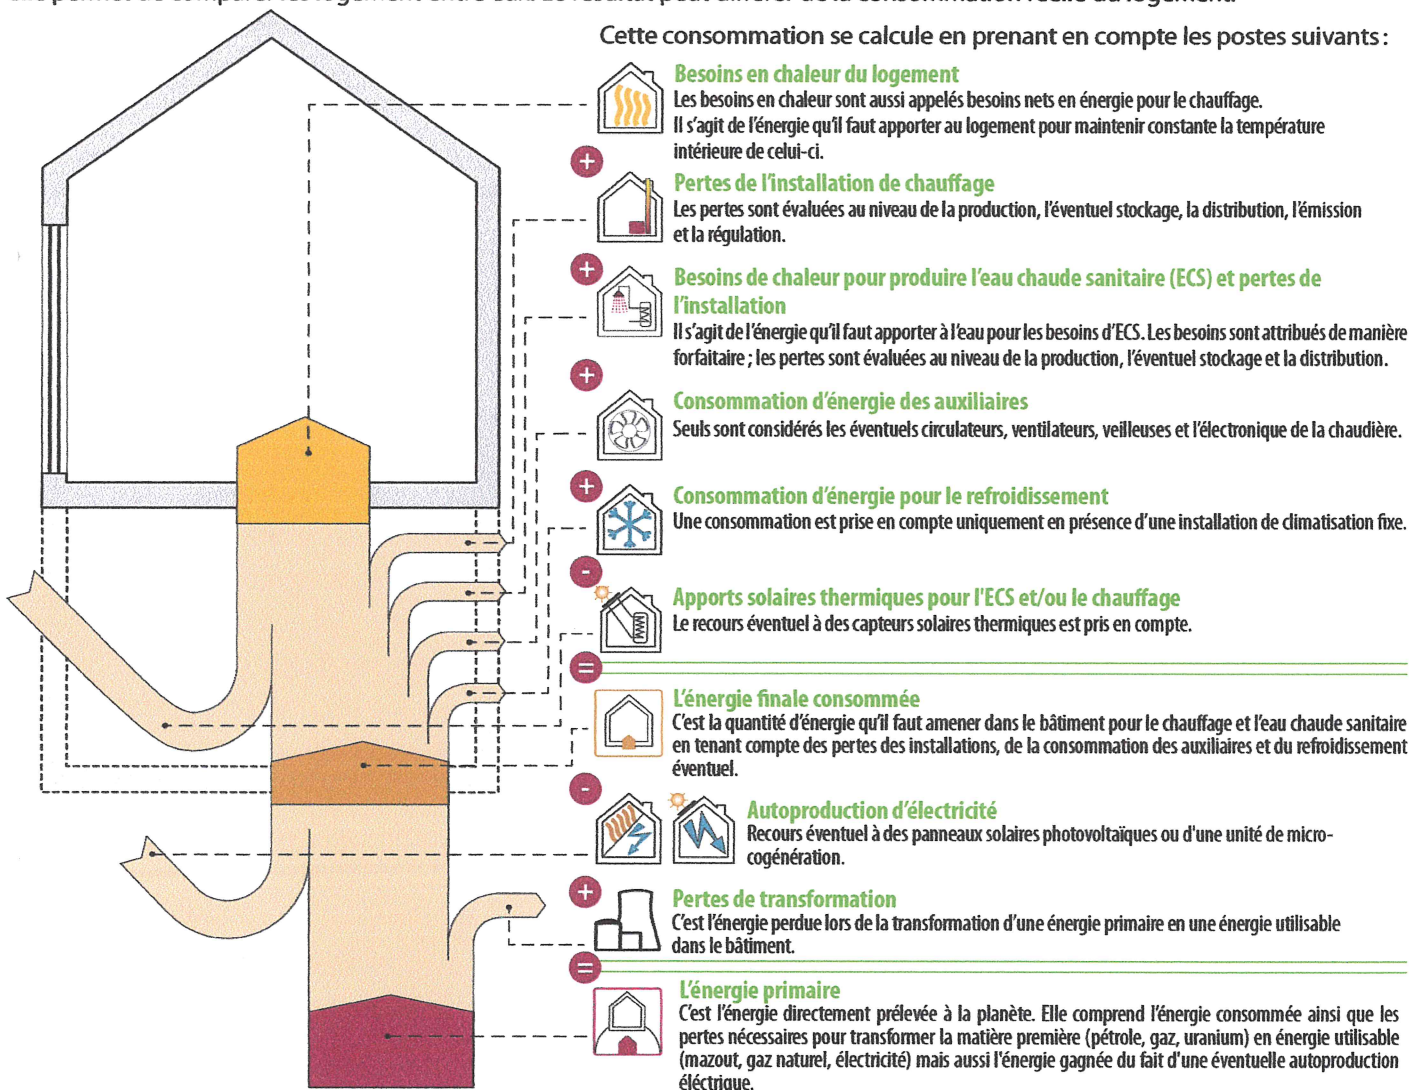 Cette consommation se calcule en prenant en compte les postes suivants :
Besoins en chaleur du logement
Les besoins en chaleur sont aussi appelés besoins nets en énergie pour le chauffage.
Il s'agit de l'énergie qu'il faut apporter au logement pour maintenir constante la température
intérieure de celui-ci.
+
Pertes de l'installation de chauffage
Les pertes sont évaluées au niveau de la production, l'éventuel stockage, la distribution, l'émission
et la régulation.
+
Besoins de chaleur pour produire l'eau chaude sanitaire (ECS) et pertes de
l'installation
Il s'agit de l'énergie qu'il faut apporter à l'eau pour les besoins d'ECS. Les besoins sont attribués de manière
forfaitaire ; les pertes sont évaluées au niveau de la production, l'éventuel stockage et la distribution.
+
Consommation d'énergie des auxiliaires
Seuls sont considérés les éventuels circulateurs, ventilateurs, veilleuses et l'électronique de la chaudière.
+
Consommation d'énergie pour le refroidissement
Une consommation est prise en compte uniquement en présence d'une installation de climatisation fixe.
-
Apports solaires thermiques pour l'ECS et/ou le chauffage
Le recours éventuel à des capteurs solaires thermiques est pris en compte.
=
L'énergie finale consommée
C'est la quantité d'énergie qu'il faut amener dans le bâtiment pour le chauffage et l'eau chaude sanitaire
en tenant compte des pertes des installations, de la consommation des auxiliaires et du refroidissement
éventuel.
-
Autoproduction d'électricité
Recours éventuel à des panneaux solaires photovoltaïques ou d'une unité de micro-
cogénération.
+
Pertes de transformation
C'est l'énergie perdue lors de la transformation d'une énergie primaire en une énergie utilisable
dans le bâtiment.
=
L'énergie primaire
C'est l'énergie directement prélevée à la planète. Elle comprend l'énergie consommée ainsi que les
pertes nécessaires pour transformer la matière première (pétrole, gaz, uranium) en énergie utilisable
(mazout, gaz naturel, électricité) mais aussi l'énergie gagnée du fait d'une éventuelle autoproduction
éléctrique.